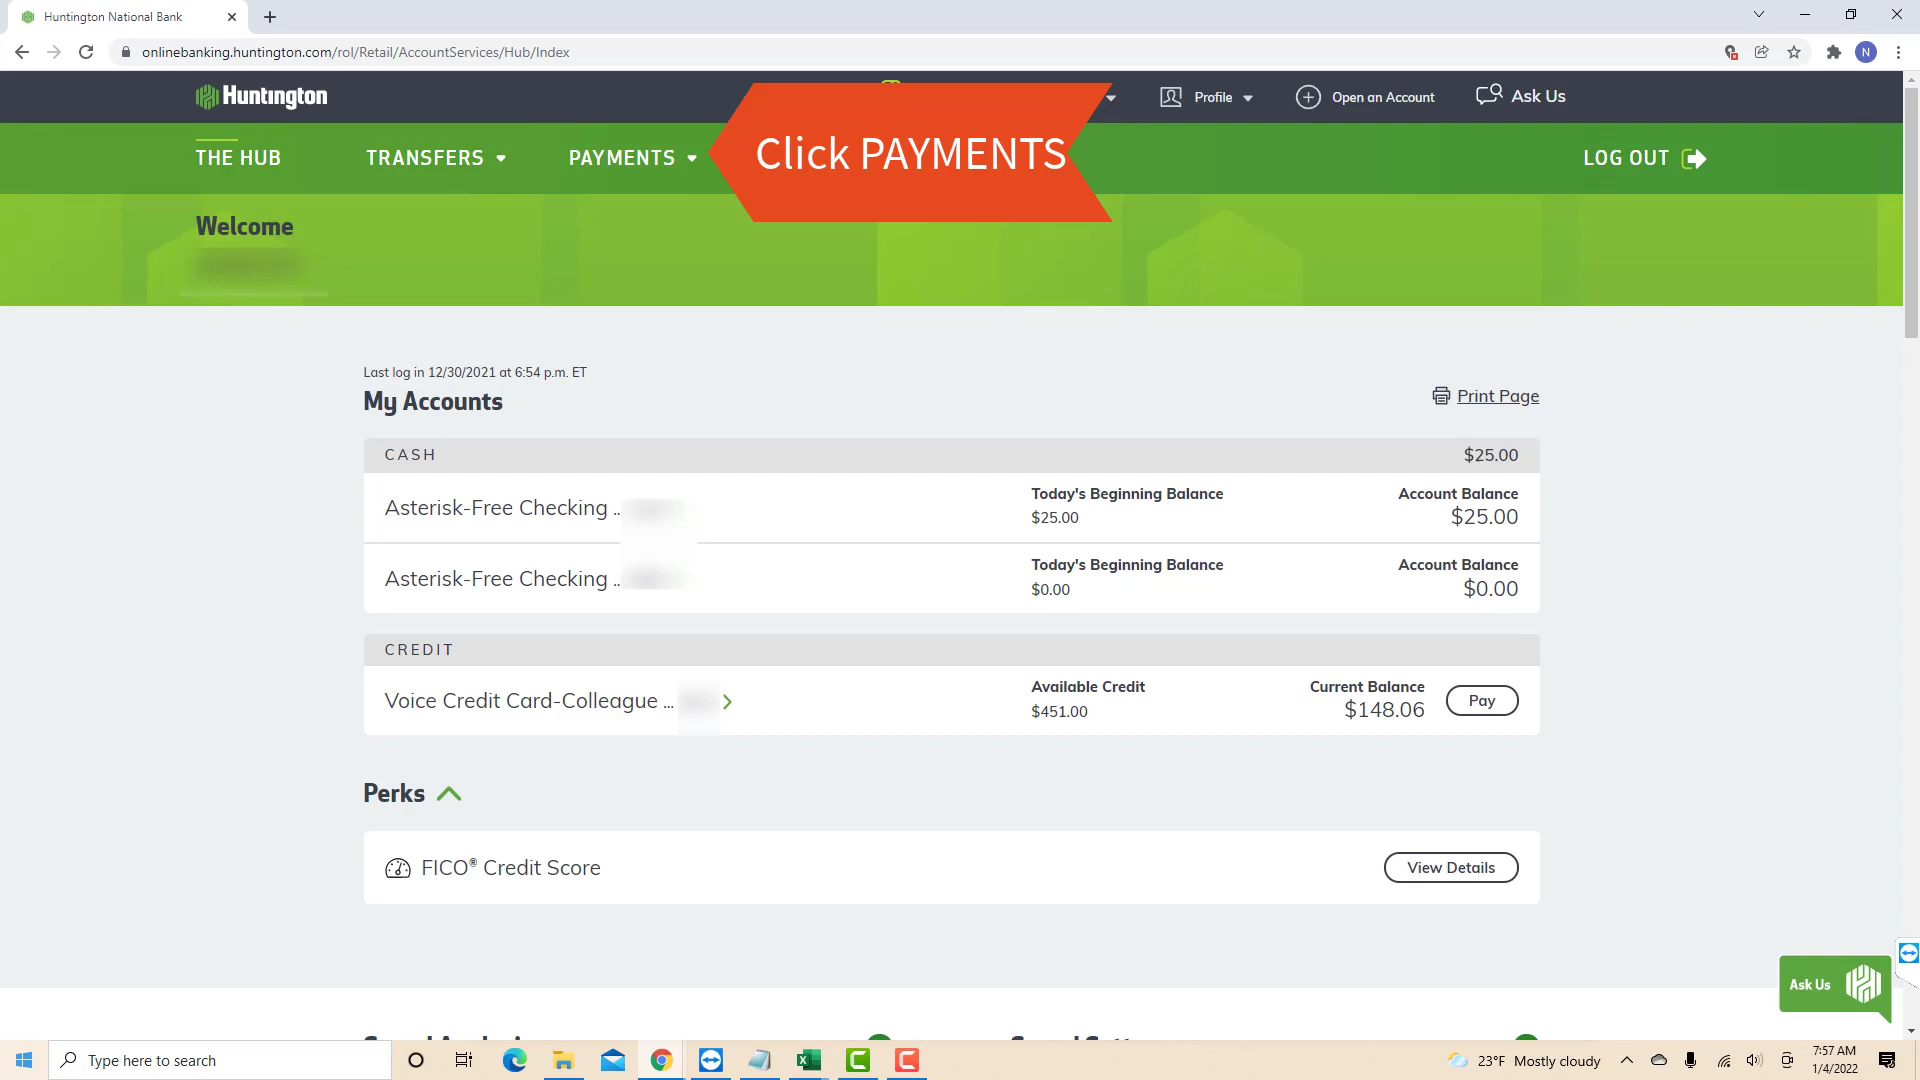 Huntington National Bank
onlinebanking.huntington.com/rol/Retail/AccountServices/Hub/Index
N
Huntington
Profile
Open an Account
Ask Us
THE HUB
TRANSFERS
PAYMENTS
Click PAYMENTS
LOG OUT
Welcome
Last log in 12/30/2021 at 6:54 p.m. ET
My Accounts
Print Page
CASH
$25.00
Asterisk-Free Checking ..
Today's Beginning Balance
$25.00
Account Balance
$25.00
Asterisk-Free Checking ..
Today's Beginning Balance
$0.00
Account Balance
$0.00
CREDIT
Voice Credit Card-Colleague ...
Available Credit
$451.00
Current Balance
$148.06
Pay
Perks
FICO® Credit Score
View Details
Ask Us
Type here to search
23°F Mostly cloudy
7:57 AM
1/4/2022